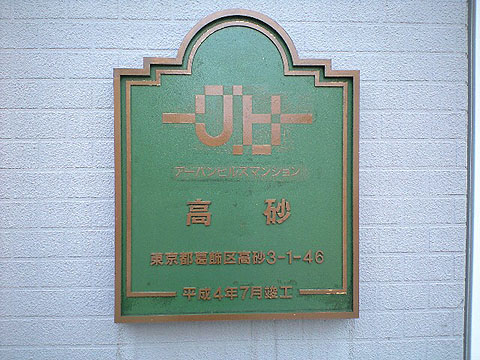 UH
アーバンヒルズマンション
高砂
東京都葛飾区高砂3-1-46
平成4年7月竣工